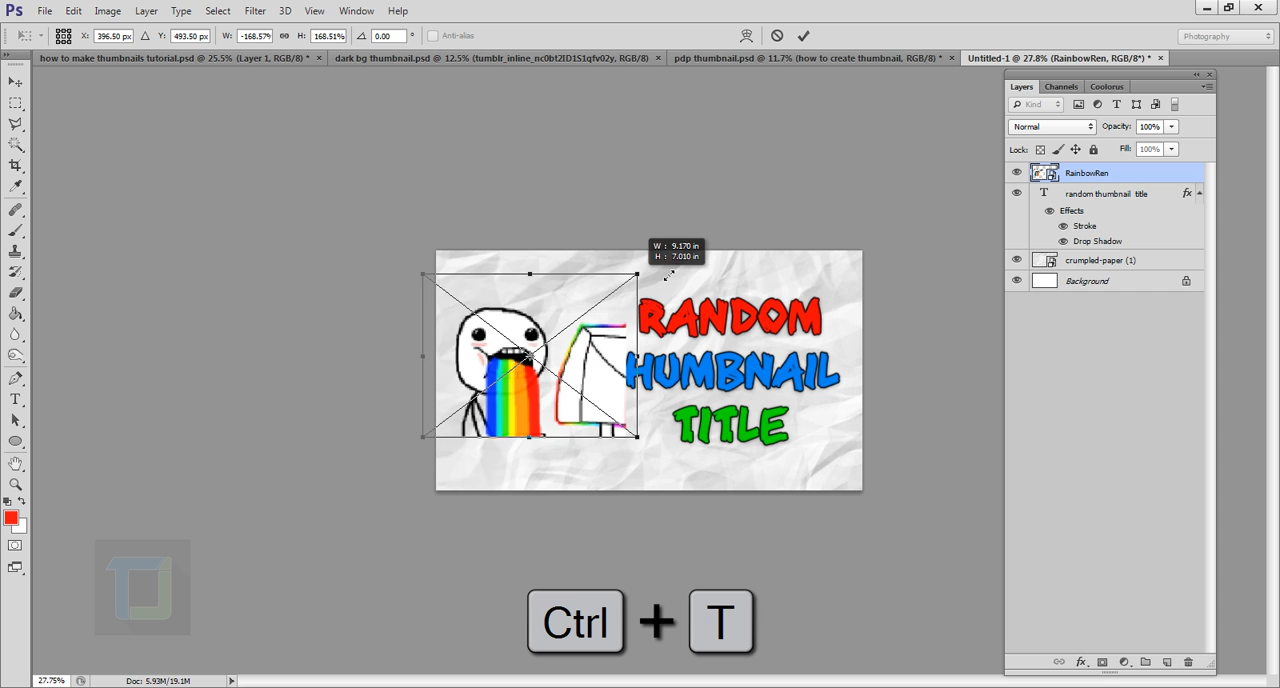 Ps File Edit Image Layer Type Select Filter 3D View Window Help
X: 396.50 px Y: 493.50 px W: -168.57% H: 168.51% 0.00 ° Anti-alias Photography
how to make thumbnails tutorial.psd @ 25.5% (Layer 1, RGB/8) * × dark bg thumbnail.psd @ 12.5% (tumblr_inline_nc0bt2ID1S1qfv02y, RGB/8) × pdp thumbnail.psd @ 11.7% (how to create thumbnail, RGB/8) * × Untitled-1 @ 27.8% (RainbowRen, RGB/8*) * ×
Layers Channels Coolorus
Kind
Normal Opacity: 100%
Lock: Fill: 100%
RainbowRen
T random thumbnail title fx
Effects
Stroke
Drop Shadow
crumpled-paper (1)
Background
W : 9.170 in
H : 7.010 in
RANDOM
HUMBNAIL
TITLE
TJ
Ctrl + T
27.75% Doc: 5.93M/19.1M
fx